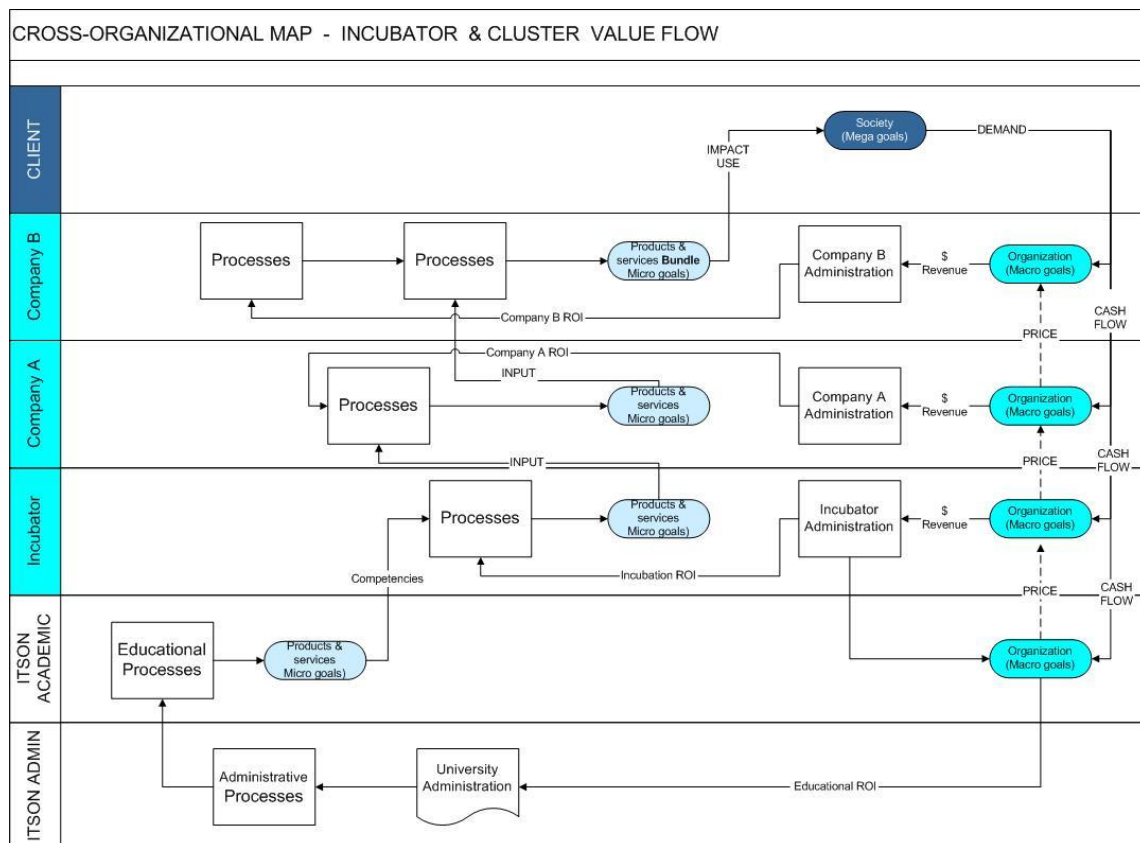 CROSS-ORGANIZATIONAL MAP - INCUBATOR & CLUSTER VALUE FLOW
CLIENT
Society
(Mega goals)
DEMAND
IMPACT
USE
Company B
Processes
Processes
Products &
services Bundle
Micro goals)
Company B
Administration
$
Revenue
Organization
(Macro goals)
Company B ROI
CASH
FLOW
PRICE
Company A
Company A ROI
INPUT
Processes
Products &
services
Micro goals)
Company A
Administration
$
Revenue
Organization
(Macro goals)
INPUT
PRICE
CASH
FLOW
Incubator
Processes
Products &
services
Micro goals)
Incubator
Administration
$
Revenue
Organization
(Macro goals)
Competencies
Incubation ROI
PRICE
CASH
FLOW
ITSON
ACADEMIC
Educational
Processes
Products &
services
Micro goals)
Organization
(Macro goals)
ITSON ADMIN
Administrative
Processes
University
Administration
Educational ROI